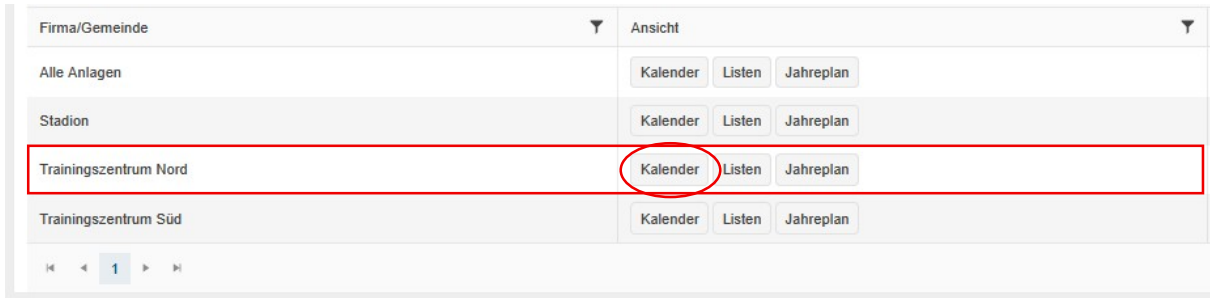 Firma/Gemeinde Ansicht
Alle Anlagen Kalender Listen Jahreplan
Stadion Kalender Listen Jahreplan
Trainingszentrum Nord Kalender Listen Jahreplan
Trainingszentrum Süd Kalender Listen Jahreplan
1